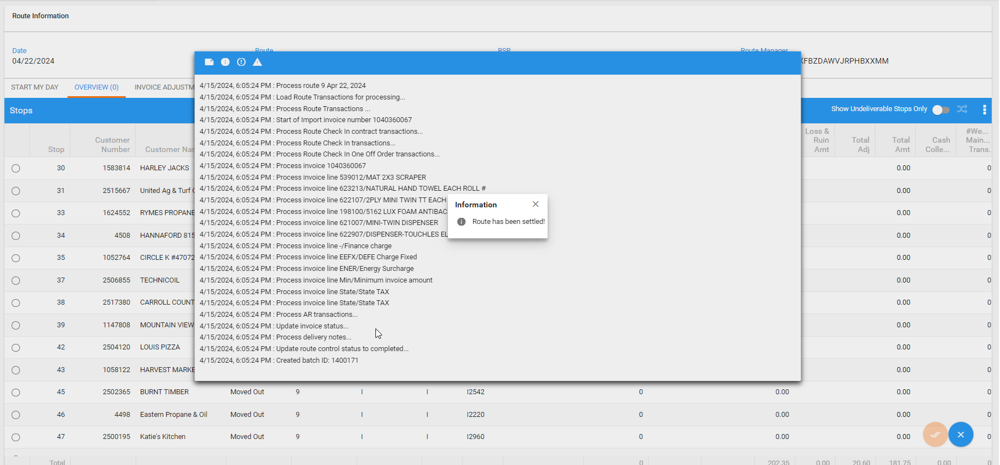 Route Information
Date
Route
RSR
Route Manager
04/22/2024
KFBZDAWVJRPHBXXMM
START MY DAY
OVERVIEW (0)
INVOICE ADJUSTM
Stops
Show Undeliverable Stops Only
Stop
Customer Number
Customer Nar
Loss & Ruin Amt
Total Adj
Total Amt
Cash Colle...
#We... Main... Trans.
30 1583814 HARLEY JACKS 0.00 0
31 2515667 United Ag & Turf 0.00 0
33 1624552 RYMES PROPANE 0.00 0
34 4508 HANNAFORD 815 0.00 0
35 1052764 CIRCLE K #47072 0.00 0
37 2506855 TECHNICOIL 0.00 0
38 2517380 CARROLL COUNT 0.00 0
39 1147808 MOUNTAIN VIEW 0.00 0
42 2504120 LOUIS PIZZA 0.00 0
43 1058122 HARVEST MARKE 0.00 0
45 2502365 BURNT TIMBER Moved Out 9 I I I2542 0 0.00 0.00 0
46 4498 Eastern Propane & Oil Moved Out 9 I I I2220 0 0.00 0.00 0
47 2500195 Katie's Kitchen Moved Out 9 I I I2960 0 0.00 0.00 0
Total 0 202.35 0.00 20.60 181.75 0.00 0
4/15/2024, 6:05:24 PM : Process route 9 Apr 22, 2024
4/15/2024, 6:05:24 PM : Load Route Transactions for processing...
4/15/2024, 6:05:24 PM : Process Route Transactions ...
4/15/2024, 6:05:24 PM : Start of Import invoice number 1040360067
4/15/2024, 6:05:24 PM : Process Route Check In contract transactions...
4/15/2024, 6:05:24 PM : Process Route Check In transactions...
4/15/2024, 6:05:24 PM : Process Route Check In One Off Order transactions...
4/15/2024, 6:05:24 PM : Process invoice 1040360067
4/15/2024, 6:05:24 PM : Process invoice line 539012/MAT 2X3 SCRAPER
4/15/2024, 6:05:24 PM : Process invoice line 623213/NATURAL HAND TOWEL EACH ROLL #
4/15/2024, 6:05:24 PM : Process invoice line 622107/2PLY MINI TWIN TT EACH
4/15/2024, 6:05:24 PM : Process invoice line 198100/5162 LUX FOAM ANTIBAC
4/15/2024, 6:05:24 PM : Process invoice line 621007/MINI-TWIN DISPENSER
4/15/2024, 6:05:24 PM : Process invoice line 622907/DISPENSER-TOUCHLES EL
4/15/2024, 6:05:24 PM : Process invoice line -/Finance charge
4/15/2024, 6:05:24 PM : Process invoice line EEFX/DEFE Charge Fixed
4/15/2024, 6:05:24 PM : Process invoice line ENER/Energy Surcharge
4/15/2024, 6:05:24 PM : Process invoice line Min/Minimum invoice amount
4/15/2024, 6:05:24 PM : Process invoice line State/State TAX
4/15/2024, 6:05:24 PM : Process invoice line State/State TAX
4/15/2024, 6:05:24 PM : Process AR transactions...
4/15/2024, 6:05:24 PM : Update invoice status...
4/15/2024, 6:05:24 PM : Process delivery notes...
4/15/2024, 6:05:24 PM : Update route control status to completed...
4/15/2024, 6:05:24 PM : Created batch ID: 1400171
Information
Route has been settled!